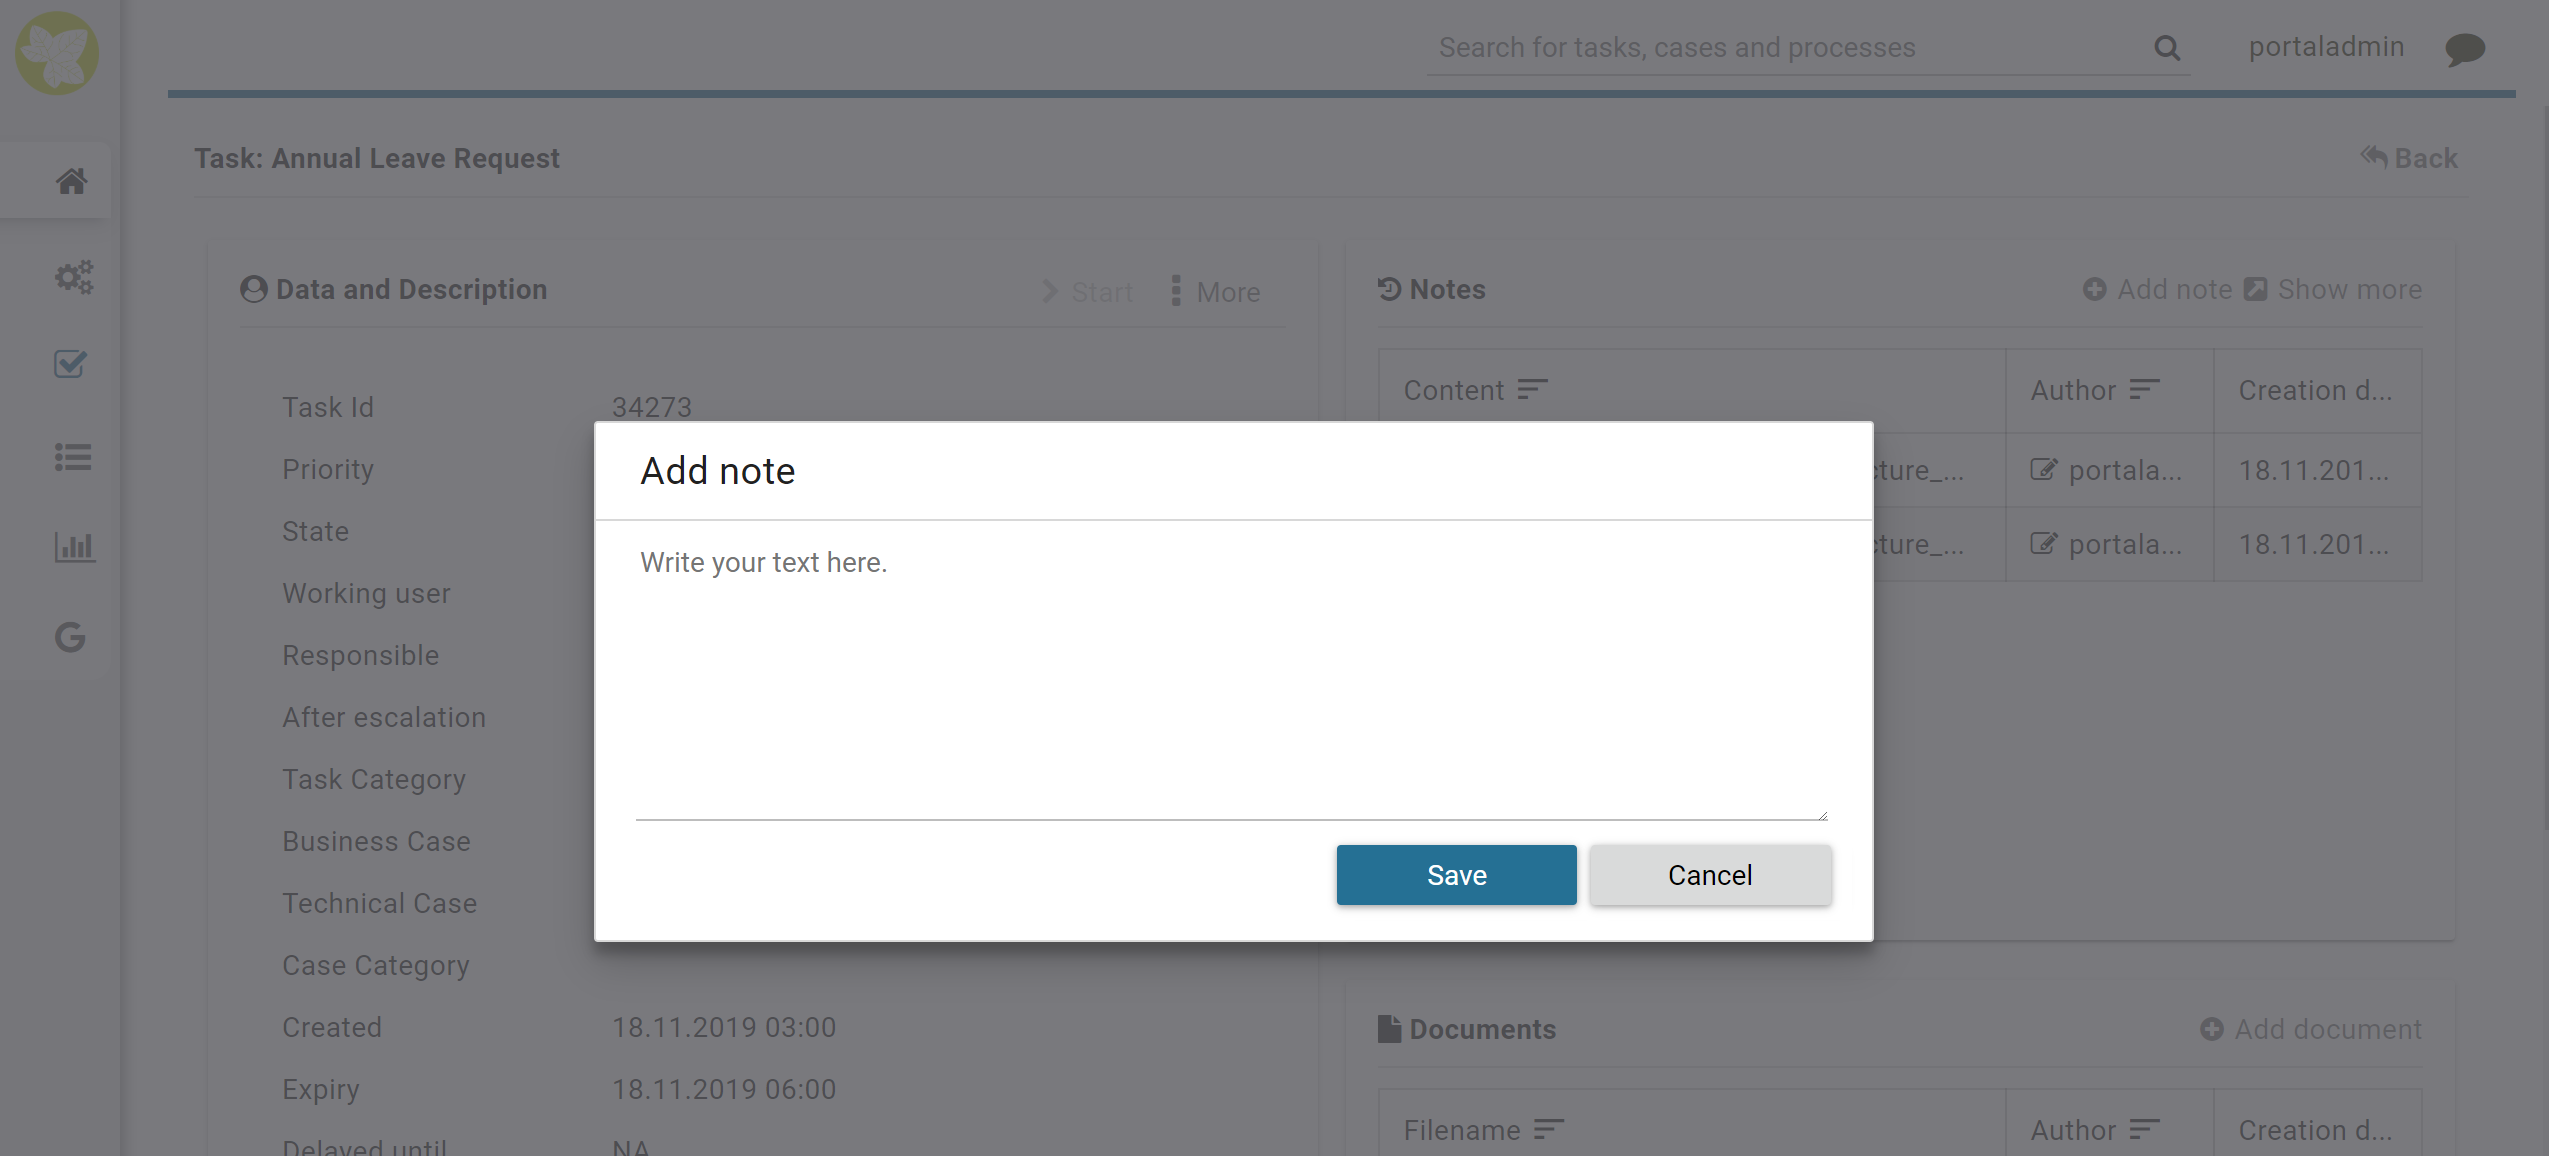 Search for tasks, cases and processes
portaladmin
Task: Annual Leave Request
Back
Data and Description
Start
More
Task Id 34273
Priority
State
Working user
Responsible
After escalation
Task Category
Business Case
Technical Case
Case Category
Created 18.11.2019 03:00
Expiry 18.11.2019 06:00
Delayed until NA
Notes
Add note
Show more
Content Author Creation d...
cture_... portala... 18.11.201...
cture_... portala... 18.11.201...
Add note
Write your text here.
Save
Cancel
Documents
Add document
Filename Author Creation d...